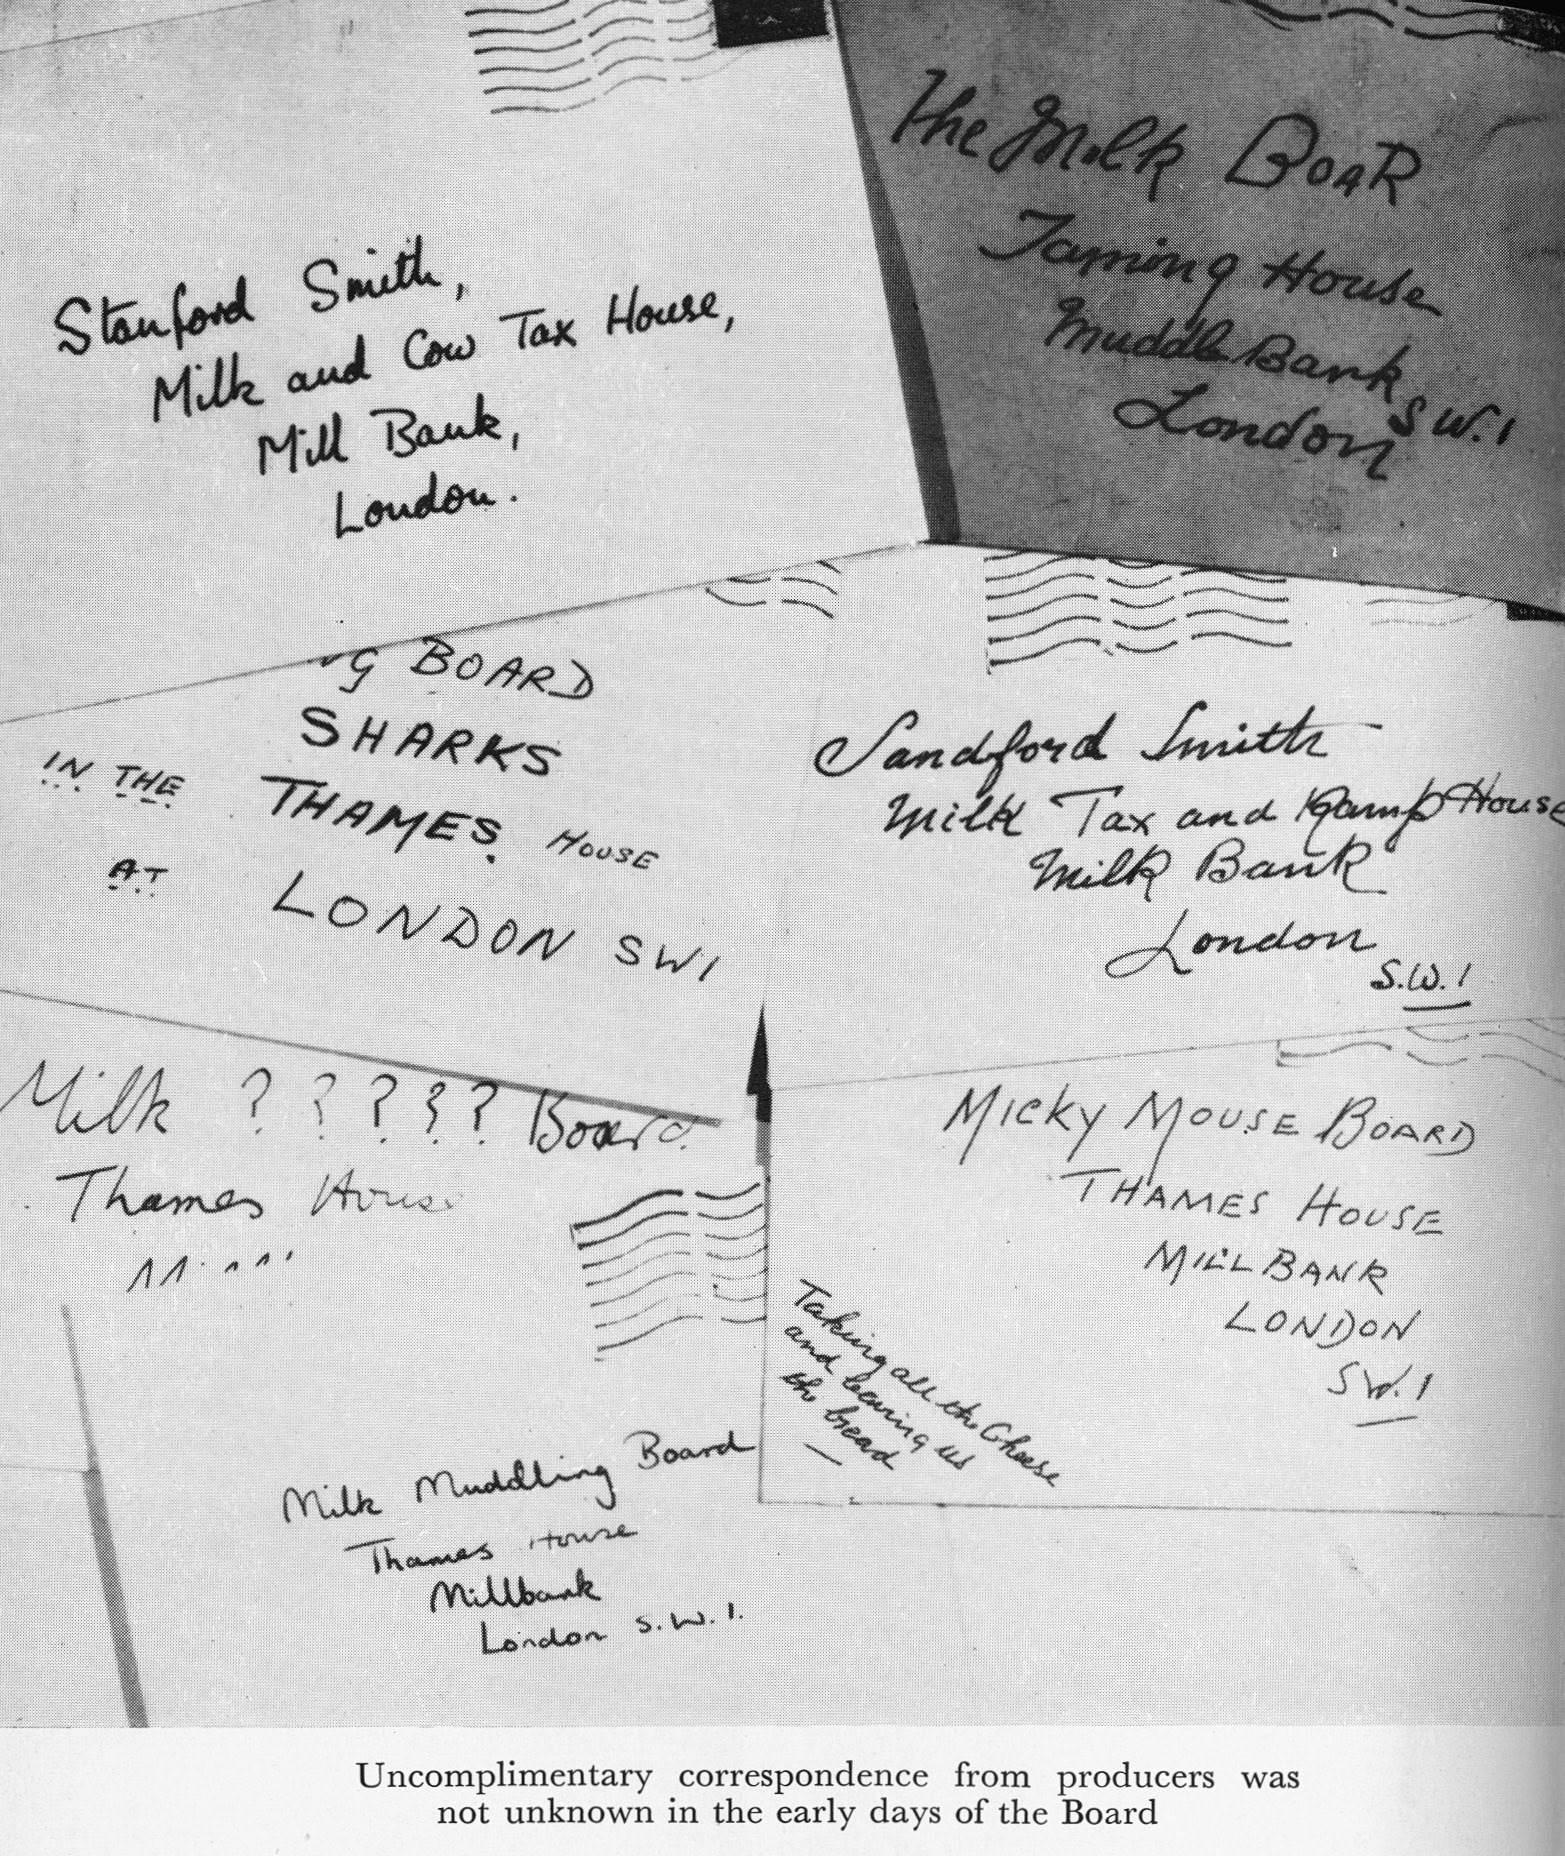 Stanford Smith,
Milk and Cow Tax House,
Mill Bank,
London.
The Milk BOAR
Taming House
Muddle Bank
London S W. 1
G BOARD
SHARKS
IN THE THAMES HOUSE
AT LONDON SW1
Sandford Smith
Milk Tax and Ramp House
Milk Bank
London
S.W. 1
Milk ? ? ? ? ? Board.
Thames House
MICKY MOUSE BOARD
THAMES HOUSE
MILLBANK
LONDON
SW.1
Taking all the Cheese
and leaving us
the bread
Milk Muddling Board
Thames House
Millbank
London S.W.1.
Uncomplimentary correspondence from producers was
not unknown in the early days of the Board